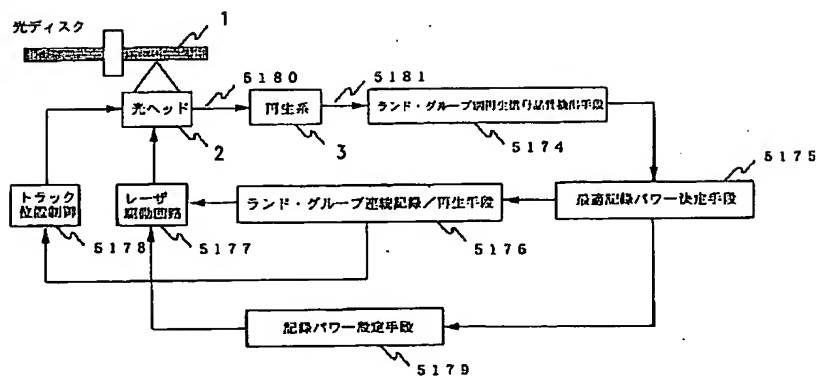 光ディスク
1
5180
5181
光ヘッド
再生系
ランド・グループ別再生信号品質検出手段
2
3
5174
5175
トラック
位置制御
レーザ
駆動回路
ランド・グループ連続記録/再生手段
最適記録パワー決定手段
5178
5177
5176
記録パワー設定手段
5179